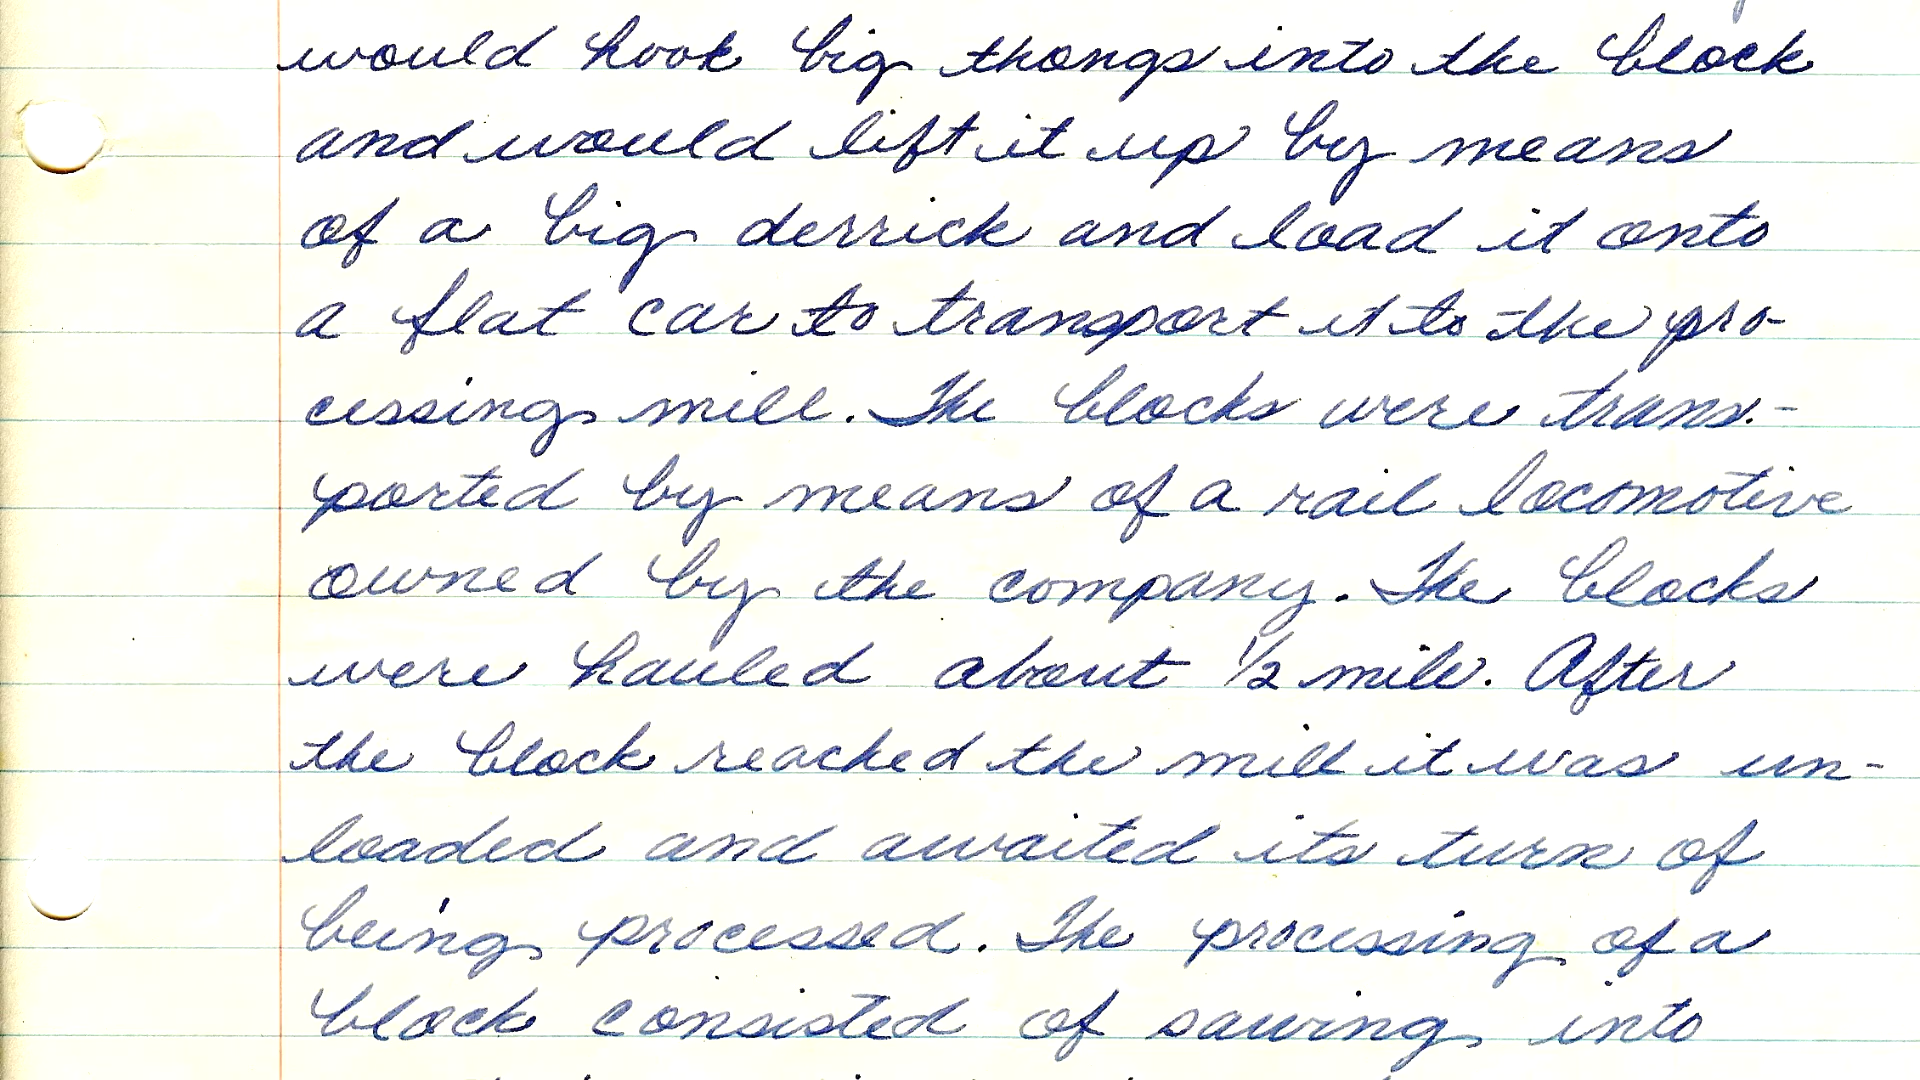 would hook big thongs into the block
and would lift it up by means
of a big derrick and load it onto
a flat car to transport it to the pro-
cessing mill. The blocks were trans-
ported by means of a rail locomotive
owned by the company. The blocks
were hauled about 1/2 mile. After
the block reached the mill it was un-
loaded and awaited its turn of
being processed. The processing of a
block consisted of sawing into